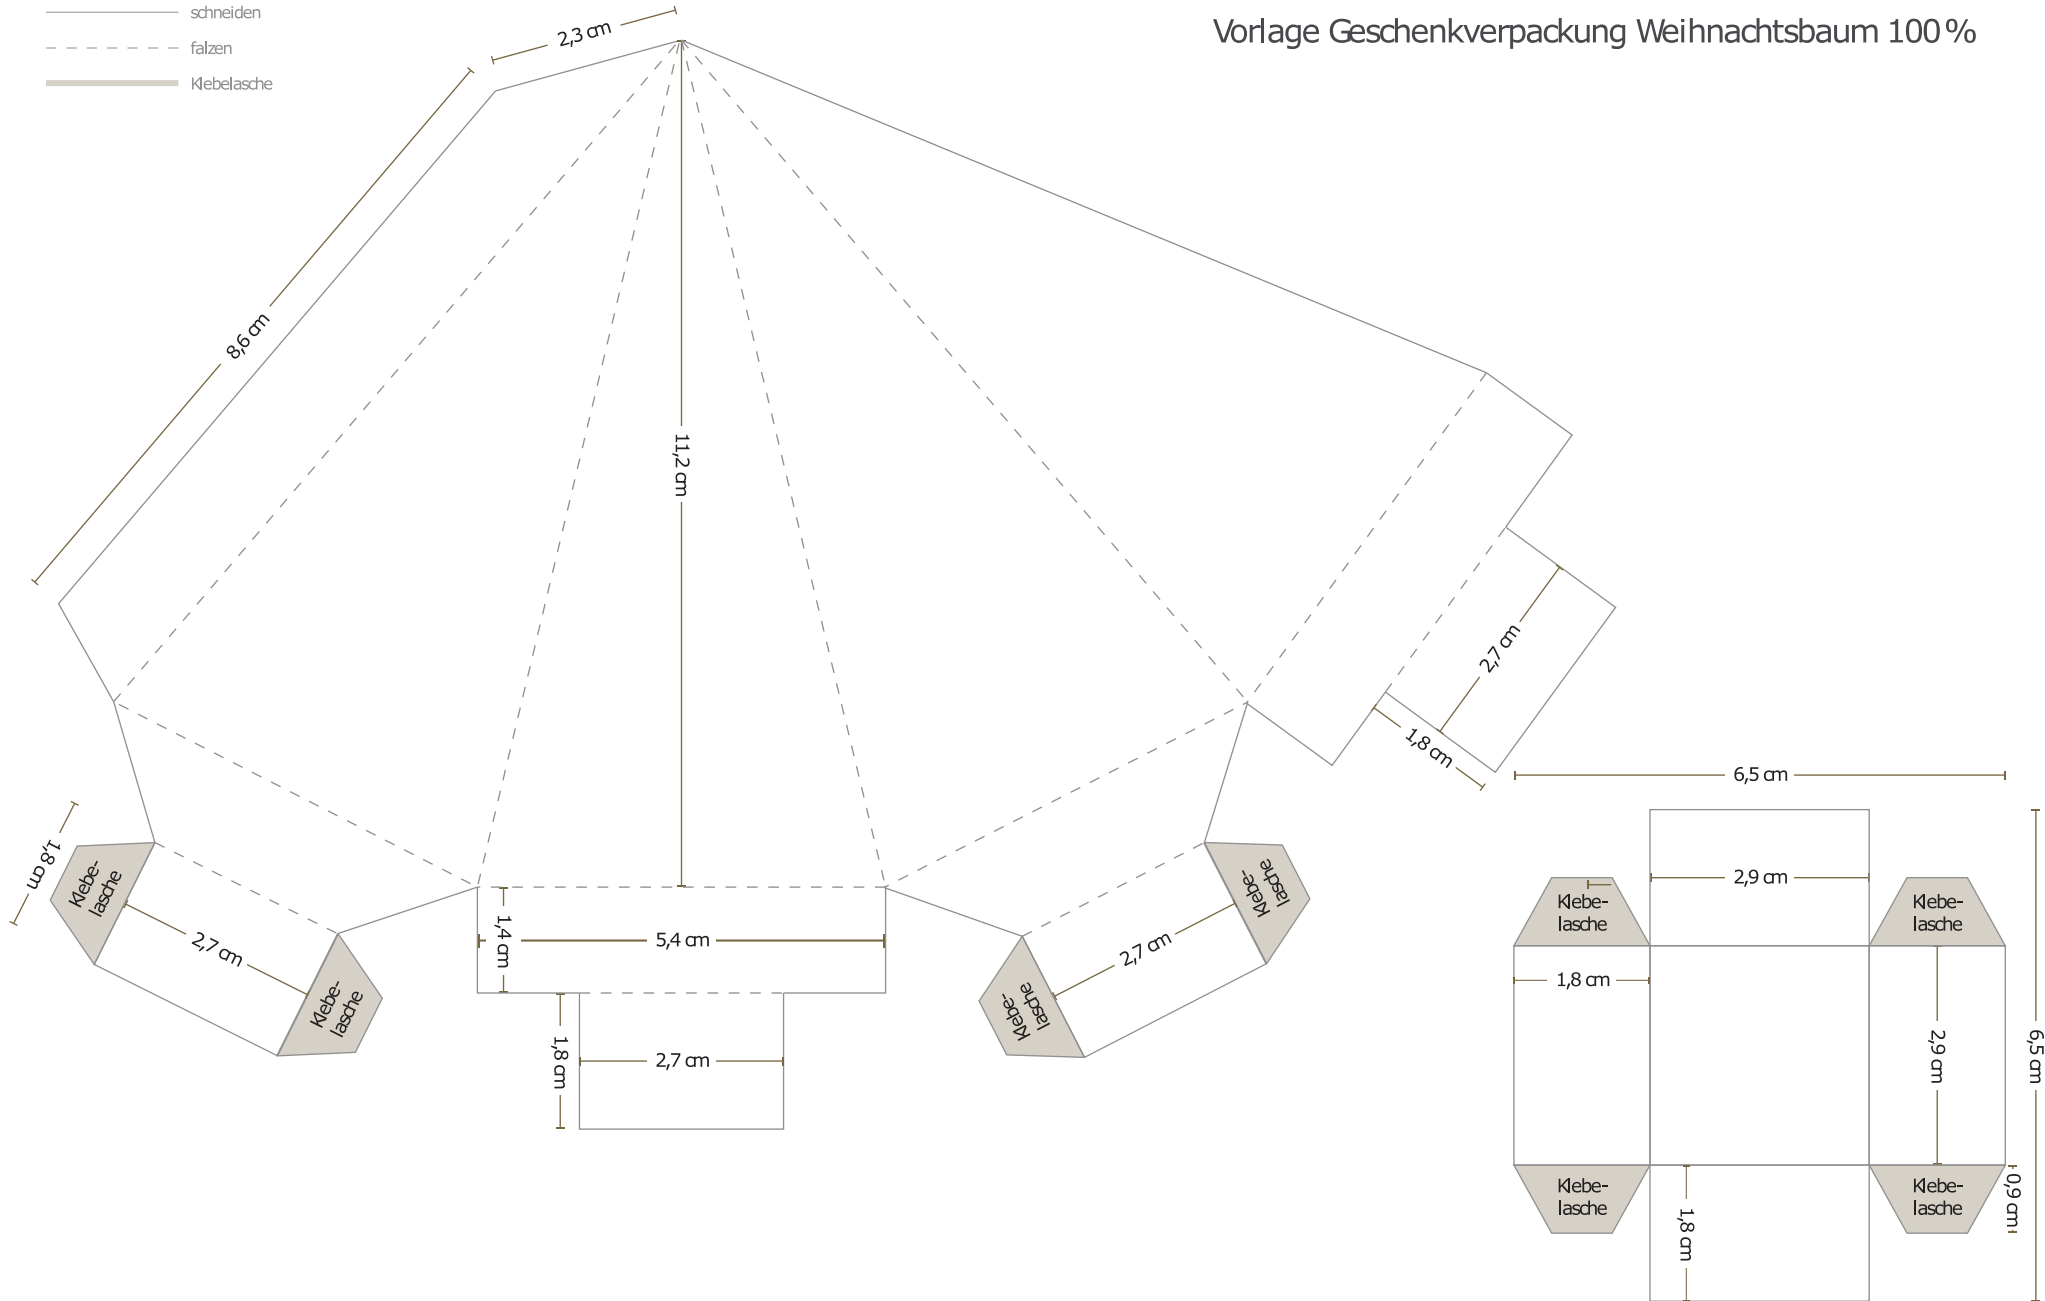 schneiden
falzen
Klebelasche
Vorlage Geschenkverpackung Weihnachtsbaum 100 %
2,3 cm
8,6 cm
11,2 cm
2,7 cm
1,8 cm
1,8 cm
Klebe-
lasche
2,7 cm
Klebe-
lasche
1,4 cm
5,4 cm
1,8 cm
2,7 cm
Klebe-
lasche
2,7 cm
Klebe-
lasche
6,5 cm
2,9 cm
Klebe-
lasche
Klebe-
lasche
1,8 cm
2,9 cm
6,5 cm
Klebe-
lasche
Klebe-
lasche
0,9 cm
1,8 cm